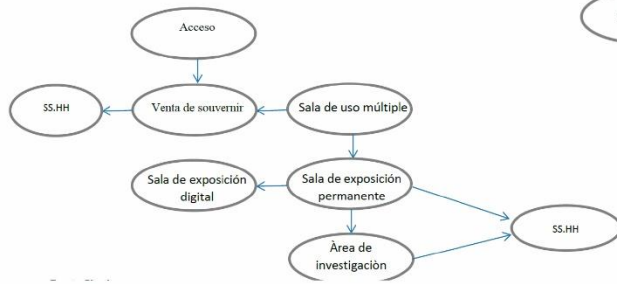 Acceso
SS.HH
Venta de souvernir
Sala de uso múltiple
Sala de exposición
digital
Sala de exposición
permanente
SS.HH
Àrea de
investigaciòn